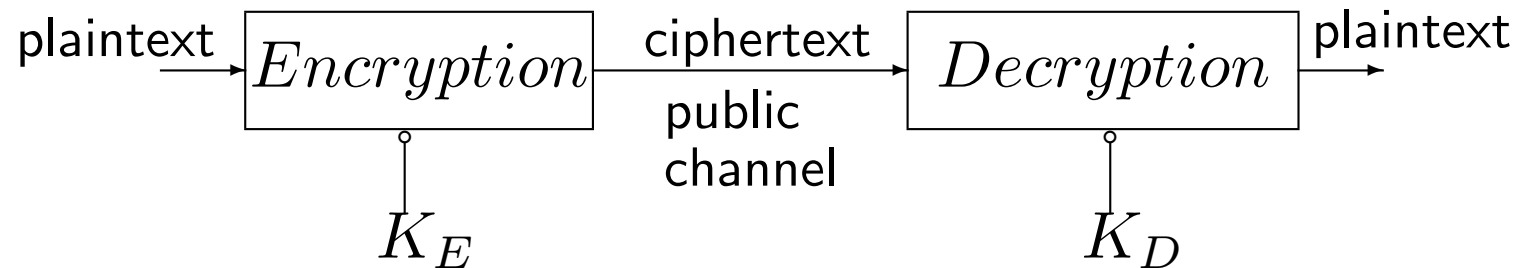 plaintext
Encryption
ciphertext
public
channel
Decryption
plaintext
K_E
K_D